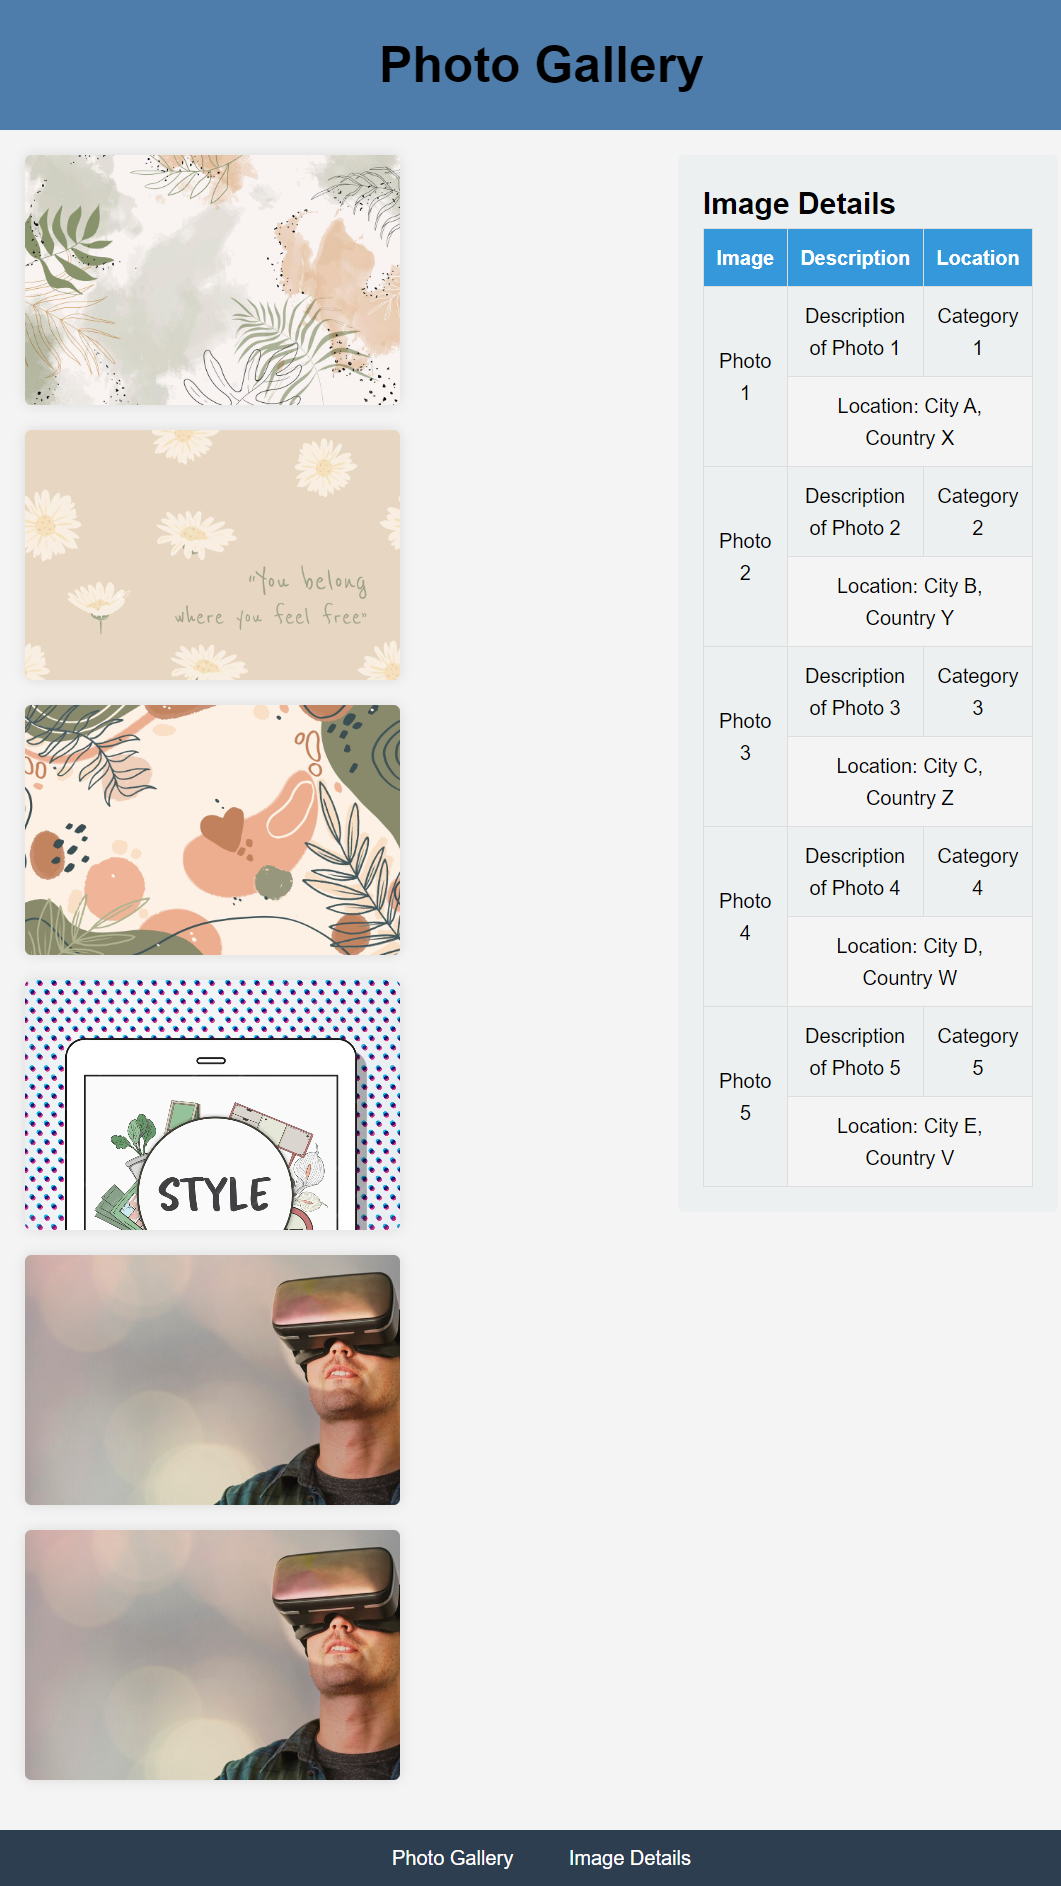 Photo Gallery
"You belong
where you feel free"
STYLE
Image Details
Image Description Location
Photo
1
Description
of Photo 1
Category
1
Location: City A,
Country X
Photo
2
Description
of Photo 2
Category
2
Location: City B,
Country Y
Photo
3
Description
of Photo 3
Category
3
Location: City C,
Country Z
Photo
4
Description
of Photo 4
Category
4
Location: City D,
Country W
Photo
5
Description
of Photo 5
Category
5
Location: City E,
Country V
Photo Gallery Image Details